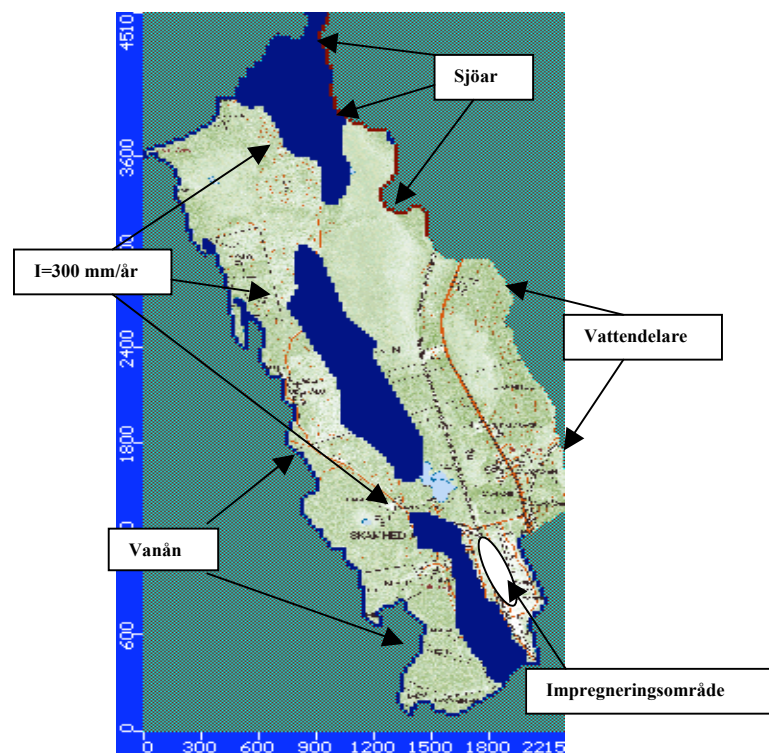 4510
Sjöar
3600
I=300 mm/år
Vattendelare
2400
1800
SKAMHED
Vanån
600
Impregneringsområde
0
0 300 600 900 1200 1500 1800 2215